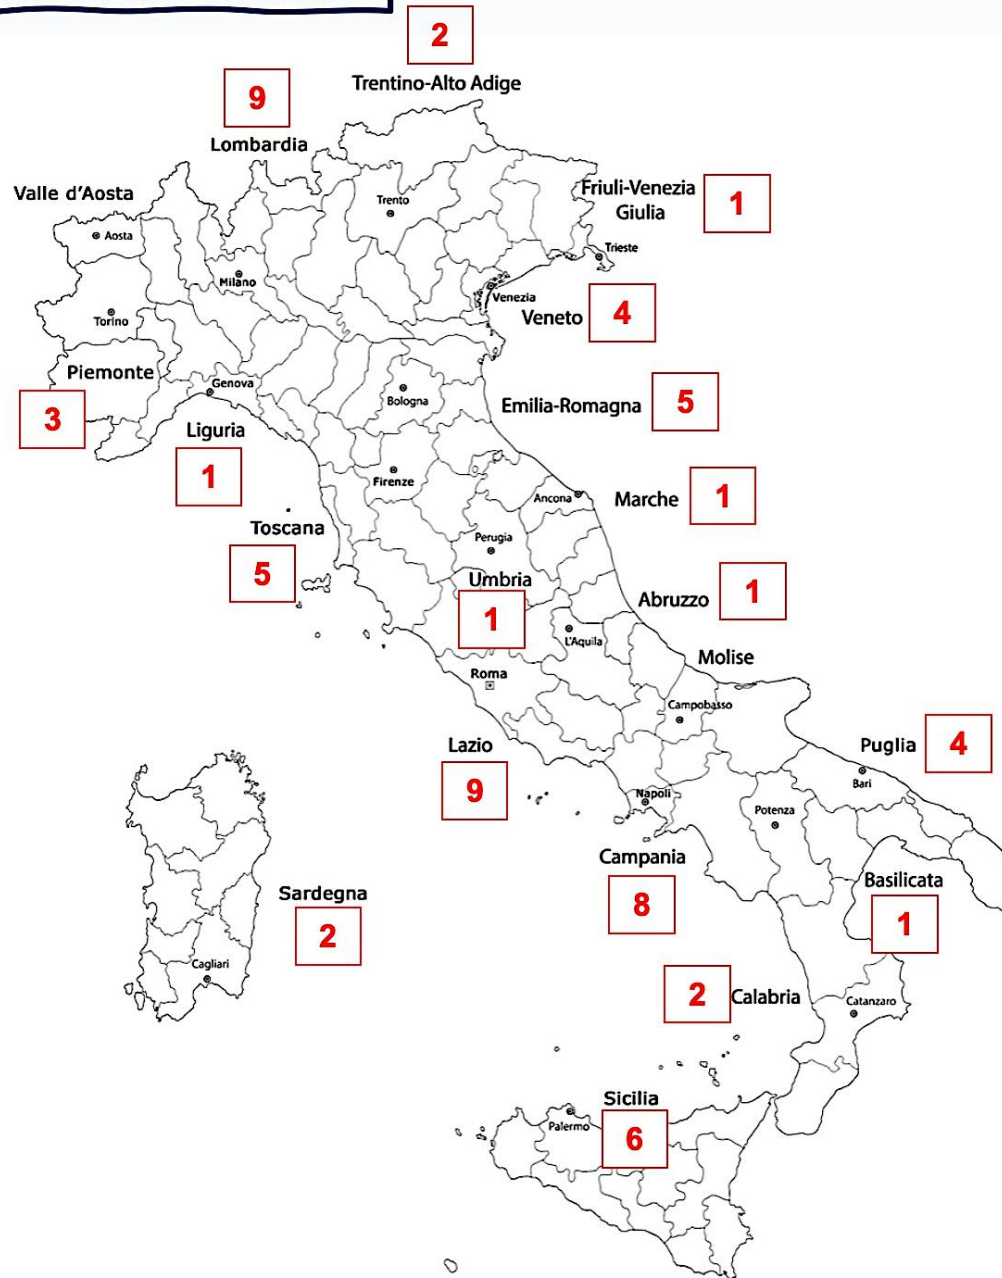 2
Trentino-Alto Adige
9
Lombardia
Valle d'Aosta
Friuli-Venezia
Giulia
1
Trento
Aosta
Trieste
Milano
Venezia
Veneto
4
Torino
Piemonte
3
Genova
Liguria
1
Bologna
Emilia-Romagna
5
Firenze
Ancona
Marche
1
Toscana
5
Perugia
Umbria
1
Abruzzo
1
L'Aquila
Molise
Roma
Campobasso
Lazio
9
Puglia
4
Bari
Napoli
Potenza
Campania
8
Basilicata
1
Sardegna
2
Cagliari
2
Calabria
Catanzaro
Sicilia
Palermo
6